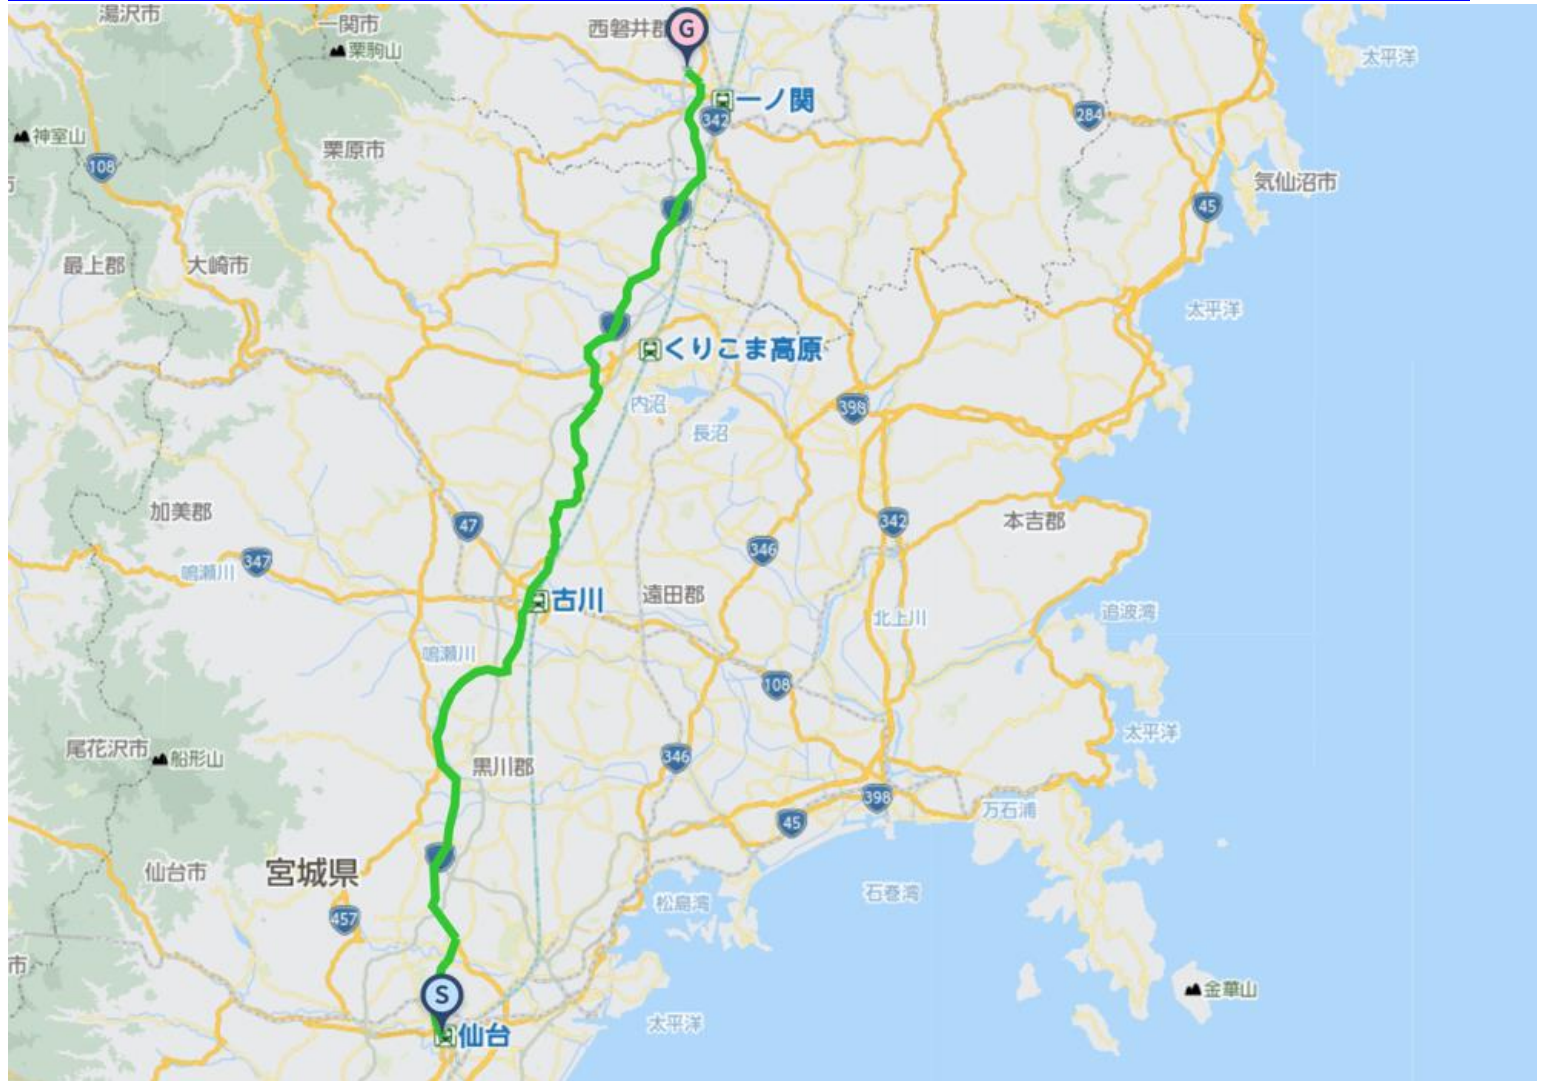 湯沢市
一関市
栗駒山
西磐井郡
G
太平洋
一ノ関
342
284
神室山
108
栗原市
気仙沼市
45
最上郡
大崎市
太平洋
くりこま高原
内沼
長沼
398
加美郡
47
342
本吉郡
346
347
鳴瀬川
古川
遠田郡
北上川
追波湾
鳴瀬川
108
太平洋
尾花沢市
船形山
黒川郡
346
398
45
万石浦
仙台市
宮城県
457
松島湾
石巻湾
市
S
金華山
仙台
太平洋